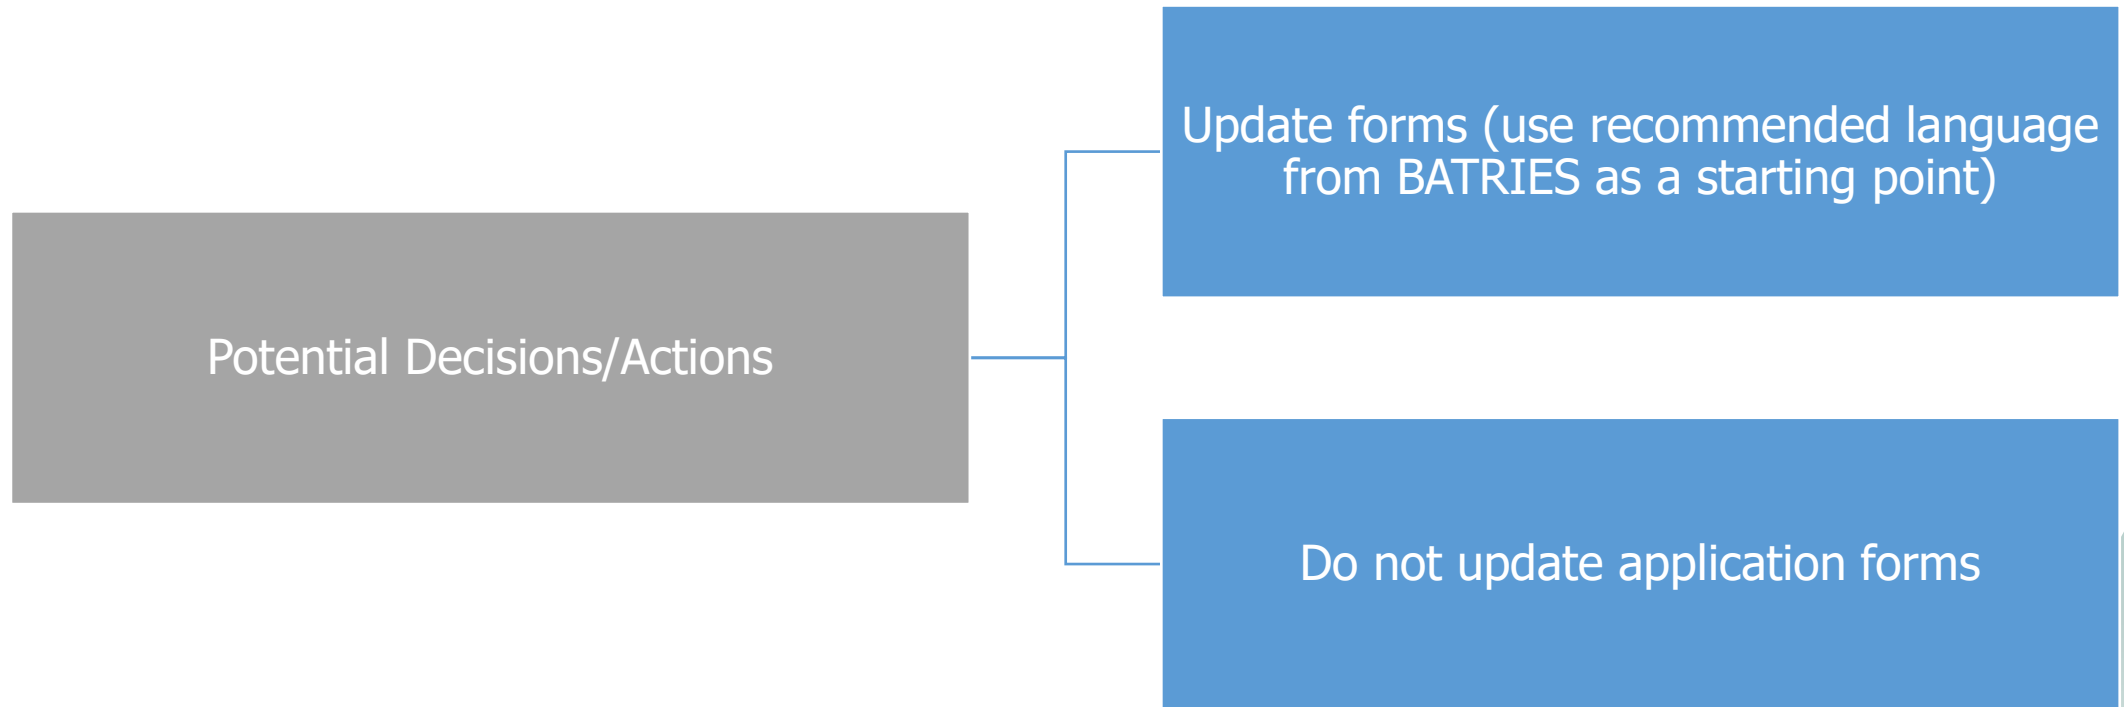 Potential Decisions/Actions
Update forms (use recommended language
from BATRIES as a starting point)
Do not update application forms